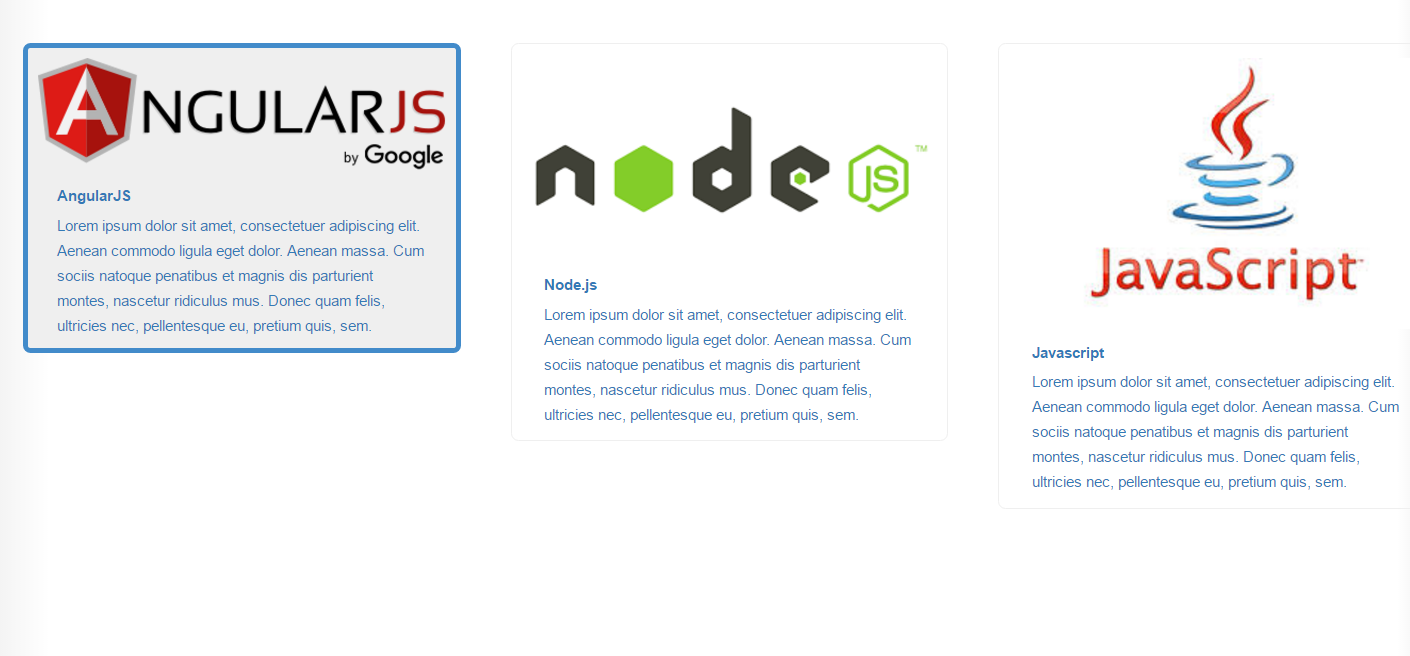 ANGULARJS
by Google
AngularJS
Lorem ipsum dolor sit amet, consectetuer adipiscing elit.
Aenean commodo ligula eget dolor. Aenean massa. Cum
sociis natoque penatibus et magnis dis parturient
montes, nascetur ridiculus mus. Donec quam felis,
ultricies nec, pellentesque eu, pretium quis, sem.
node JS ™
Node.js
Lorem ipsum dolor sit amet, consectetuer adipiscing elit.
Aenean commodo ligula eget dolor. Aenean massa. Cum
sociis natoque penatibus et magnis dis parturient
montes, nascetur ridiculus mus. Donec quam felis,
ultricies nec, pellentesque eu, pretium quis, sem.
JavaScript™
Javascript
Lorem ipsum dolor sit amet, consectetuer adipiscing elit.
Aenean commodo ligula eget dolor. Aenean massa. Cum
sociis natoque penatibus et magnis dis parturient
montes, nascetur ridiculus mus. Donec quam felis,
ultricies nec, pellentesque eu, pretium quis, sem.